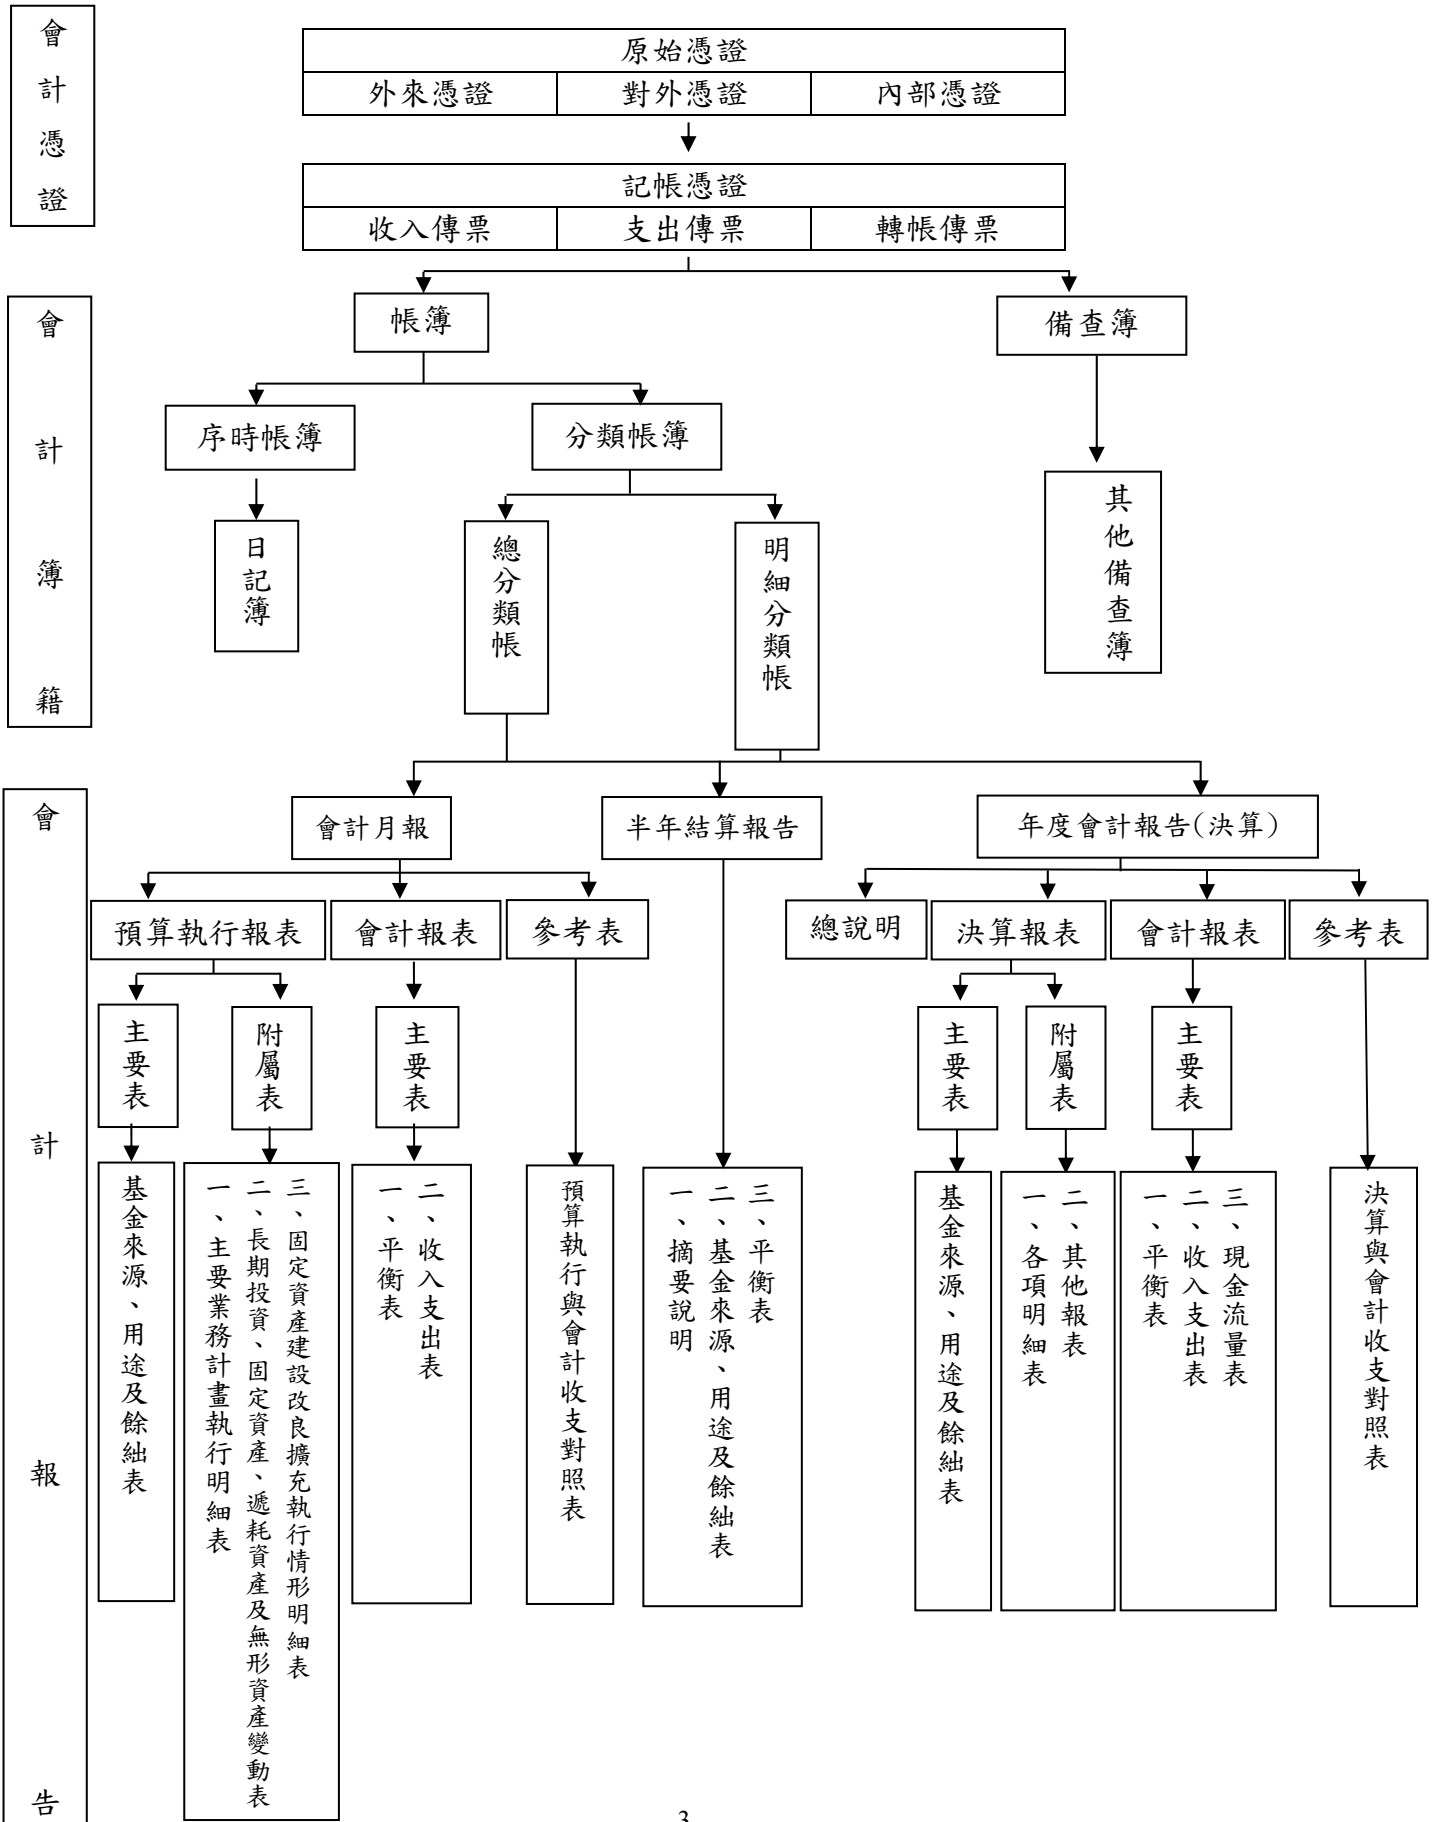 會計憑證
原始憑證
外來憑證
對外憑證
內部憑證
記帳憑證
收入傳票
支出傳票
轉帳傳票
會計簿籍
帳簿
備查簿
序時帳簿
分類帳簿
日記簿
總分類帳
明細分類帳
其他備查簿
會計報告
會計月報
半年結算報告
年度會計報告(決算)
預算執行報表
會計報表
參考表
總說明
決算報表
會計報表
參考表
主要表
附屬表
主要表
主要表
附屬表
主要表
基金來源、用途及餘絀表
一、主要業務計畫執行明細表
二、長期投資、固定資產、遞耗資產及無形資產變動表
三、固定資產建設改良擴充執行情形明細表
一、平衡表
二、收入支出表
預算執行與會計收支對照表
一、摘要說明
二、基金來源、用途及餘絀表
三、平衡表
基金來源、用途及餘絀表
一、各項明細表
二、其他報表
一、平衡表
二、收入支出表
三、現金流量表
決算與會計收支對照表
3